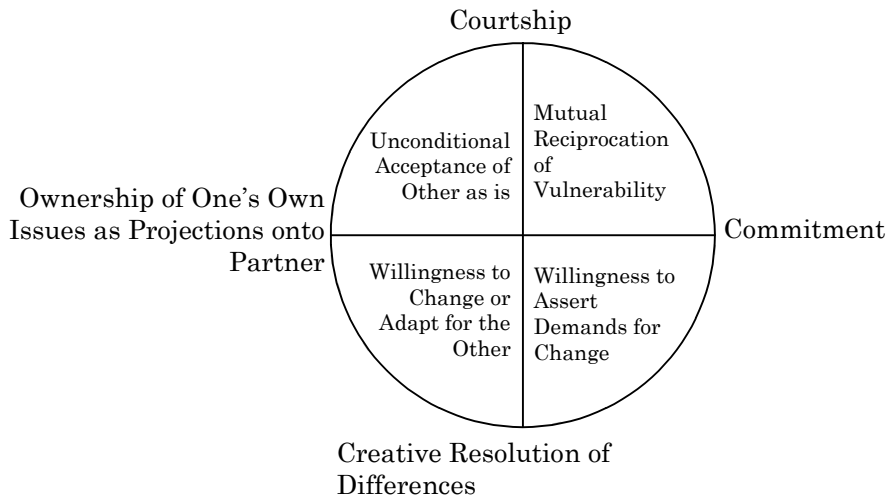 Courtship
Unconditional
Acceptance of
Other as is
Mutual
Reciprocation
of
Vulnerability
Ownership of One's Own
Issues as Projections onto
Partner
Commitment
Willingness to
Change or
Adapt for the
Other
Willingness to
Assert
Demands for
Change
Creative Resolution of
Differences